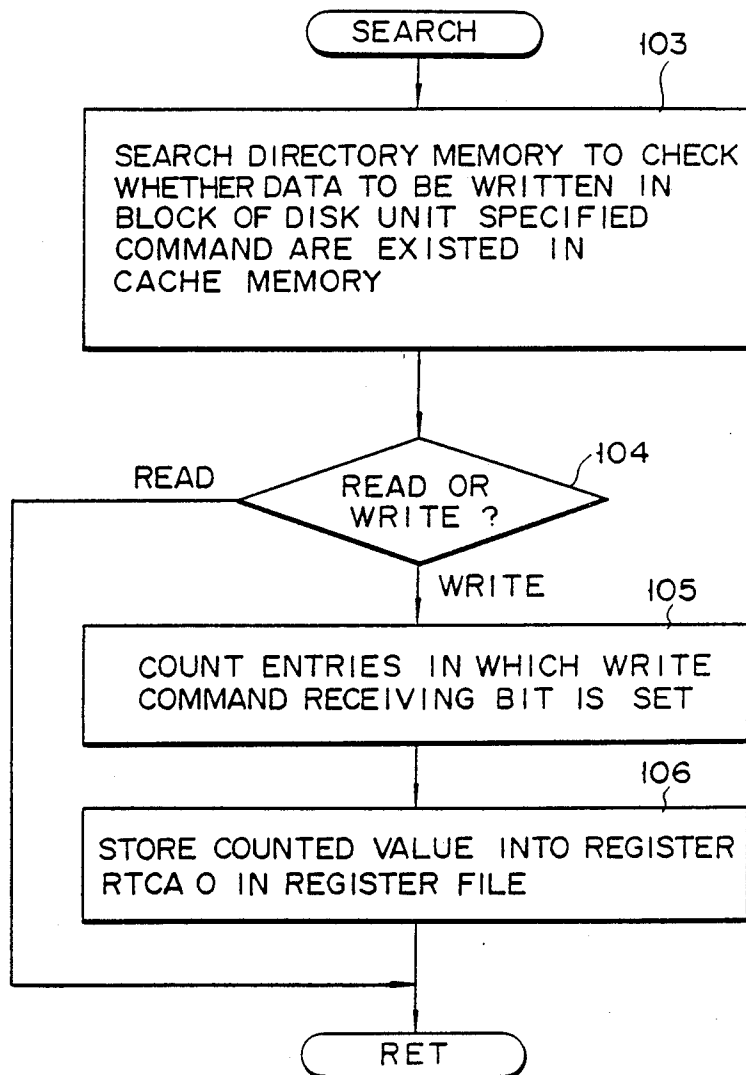 SEARCH
103
SEARCH DIRECTORY MEMORY TO CHECK
WHETHER DATA TO BE WRITTEN IN
BLOCK OF DISK UNIT SPECIFIED
COMMAND ARE EXISTED IN
CACHE MEMORY
104
READ
READ OR
WRITE ?
WRITE
105
COUNT ENTRIES IN WHICH WRITE
COMMAND RECEIVING BIT IS SET
106
STORE COUNTED VALUE INTO REGISTER
RTCA 0 IN REGISTER FILE
RET